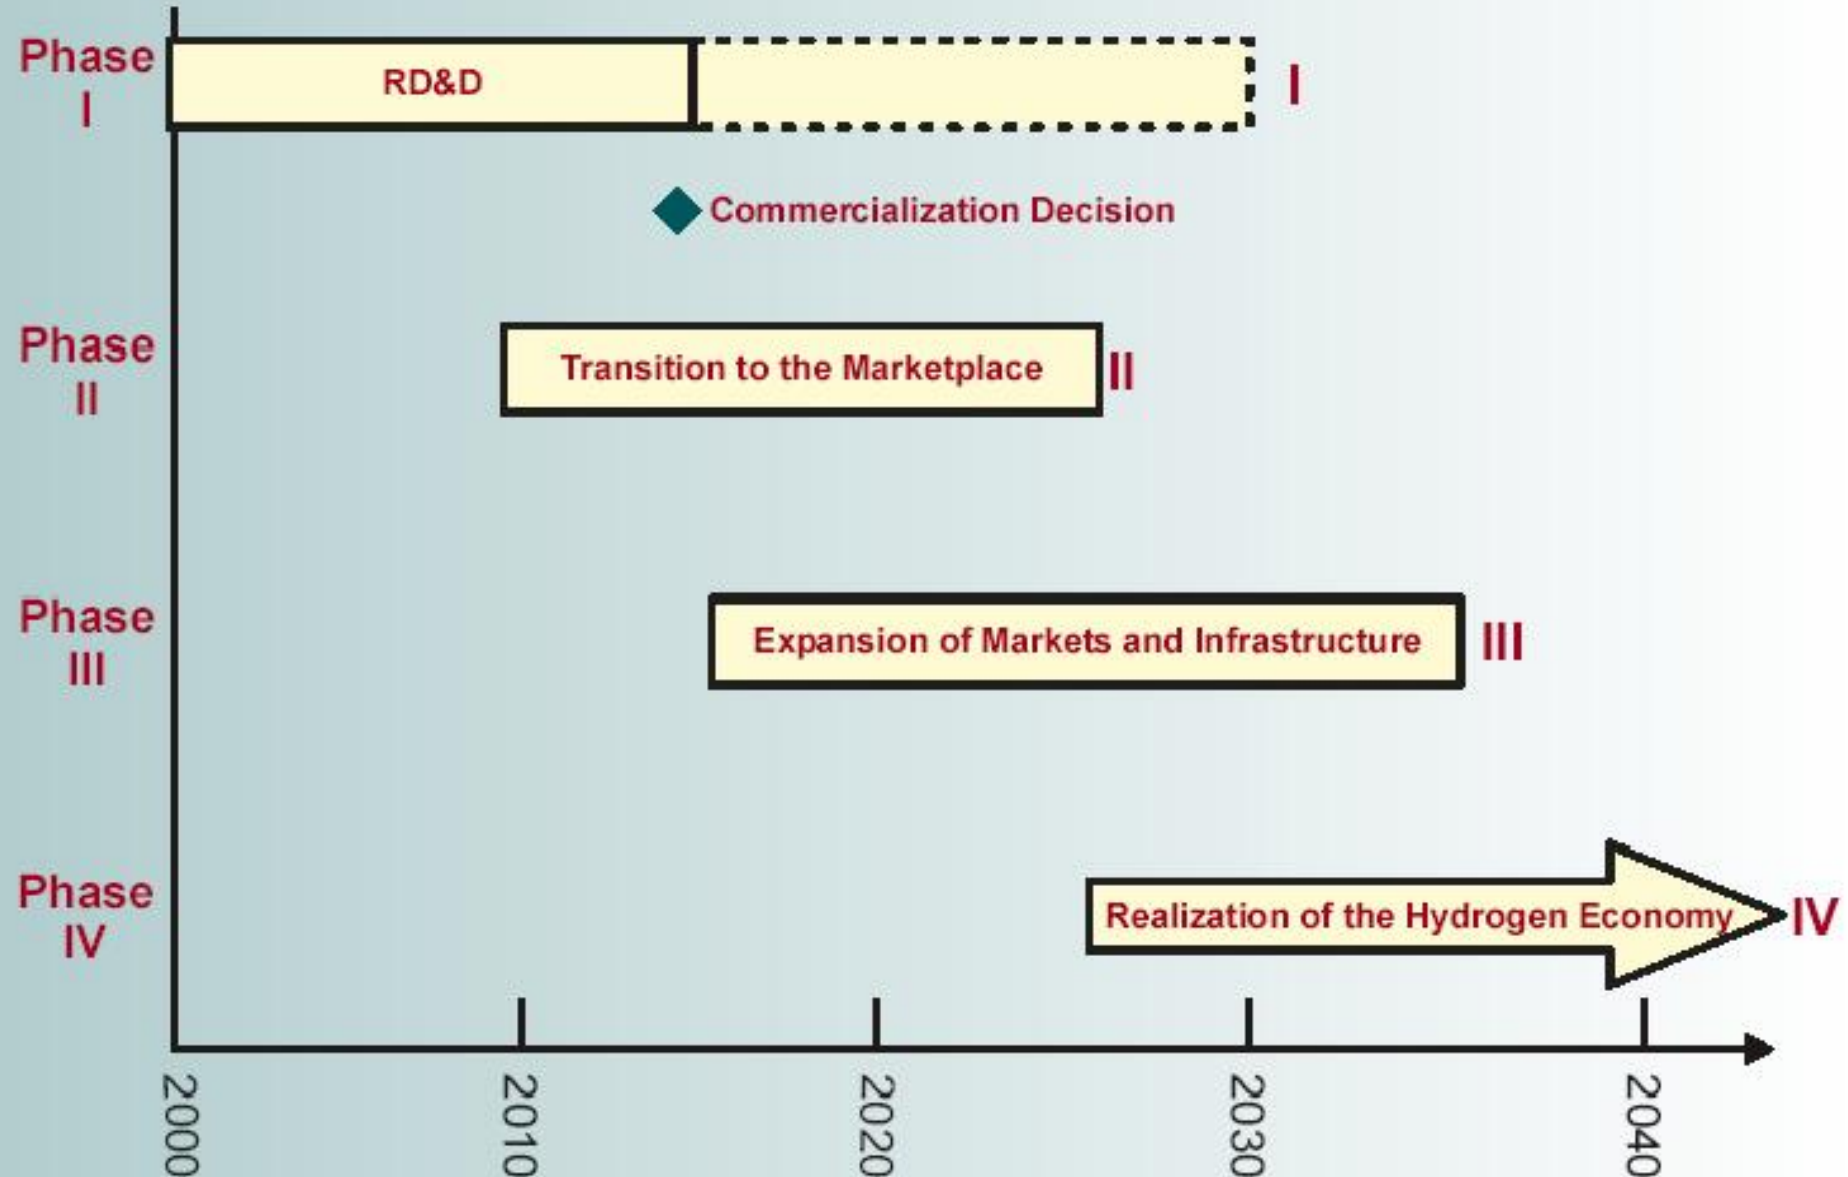 Phase
I
RD&D
I
Commercialization Decision
Phase
II
Transition to the Marketplace
II
Phase
III
Expansion of Markets and Infrastructure
III
Phase
IV
Realization of the Hydrogen Economy
IV
2000
2010
2020
2030
2040